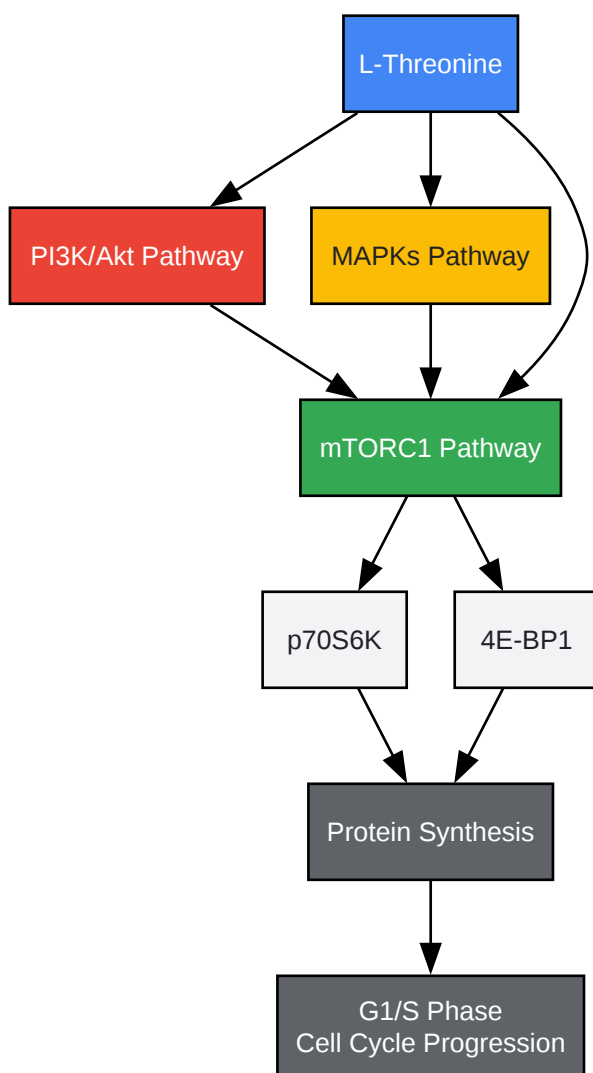 L-Threonine
PI3K/Akt Pathway
MAPKs Pathway
mTORC1 Pathway
p70S6K
4E-BP1
Protein Synthesis
G1/S Phase
Cell Cycle Progression